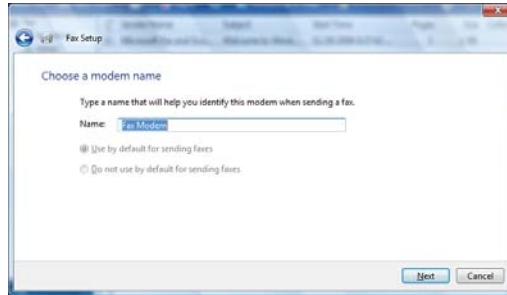 Fax Setup
Choose a modem name
Type a name that will help you identify this modem when sending a fax.
Name: Fax Modem
Use by default for sending faxes
Do not use by default for sending faxes
Next Cancel